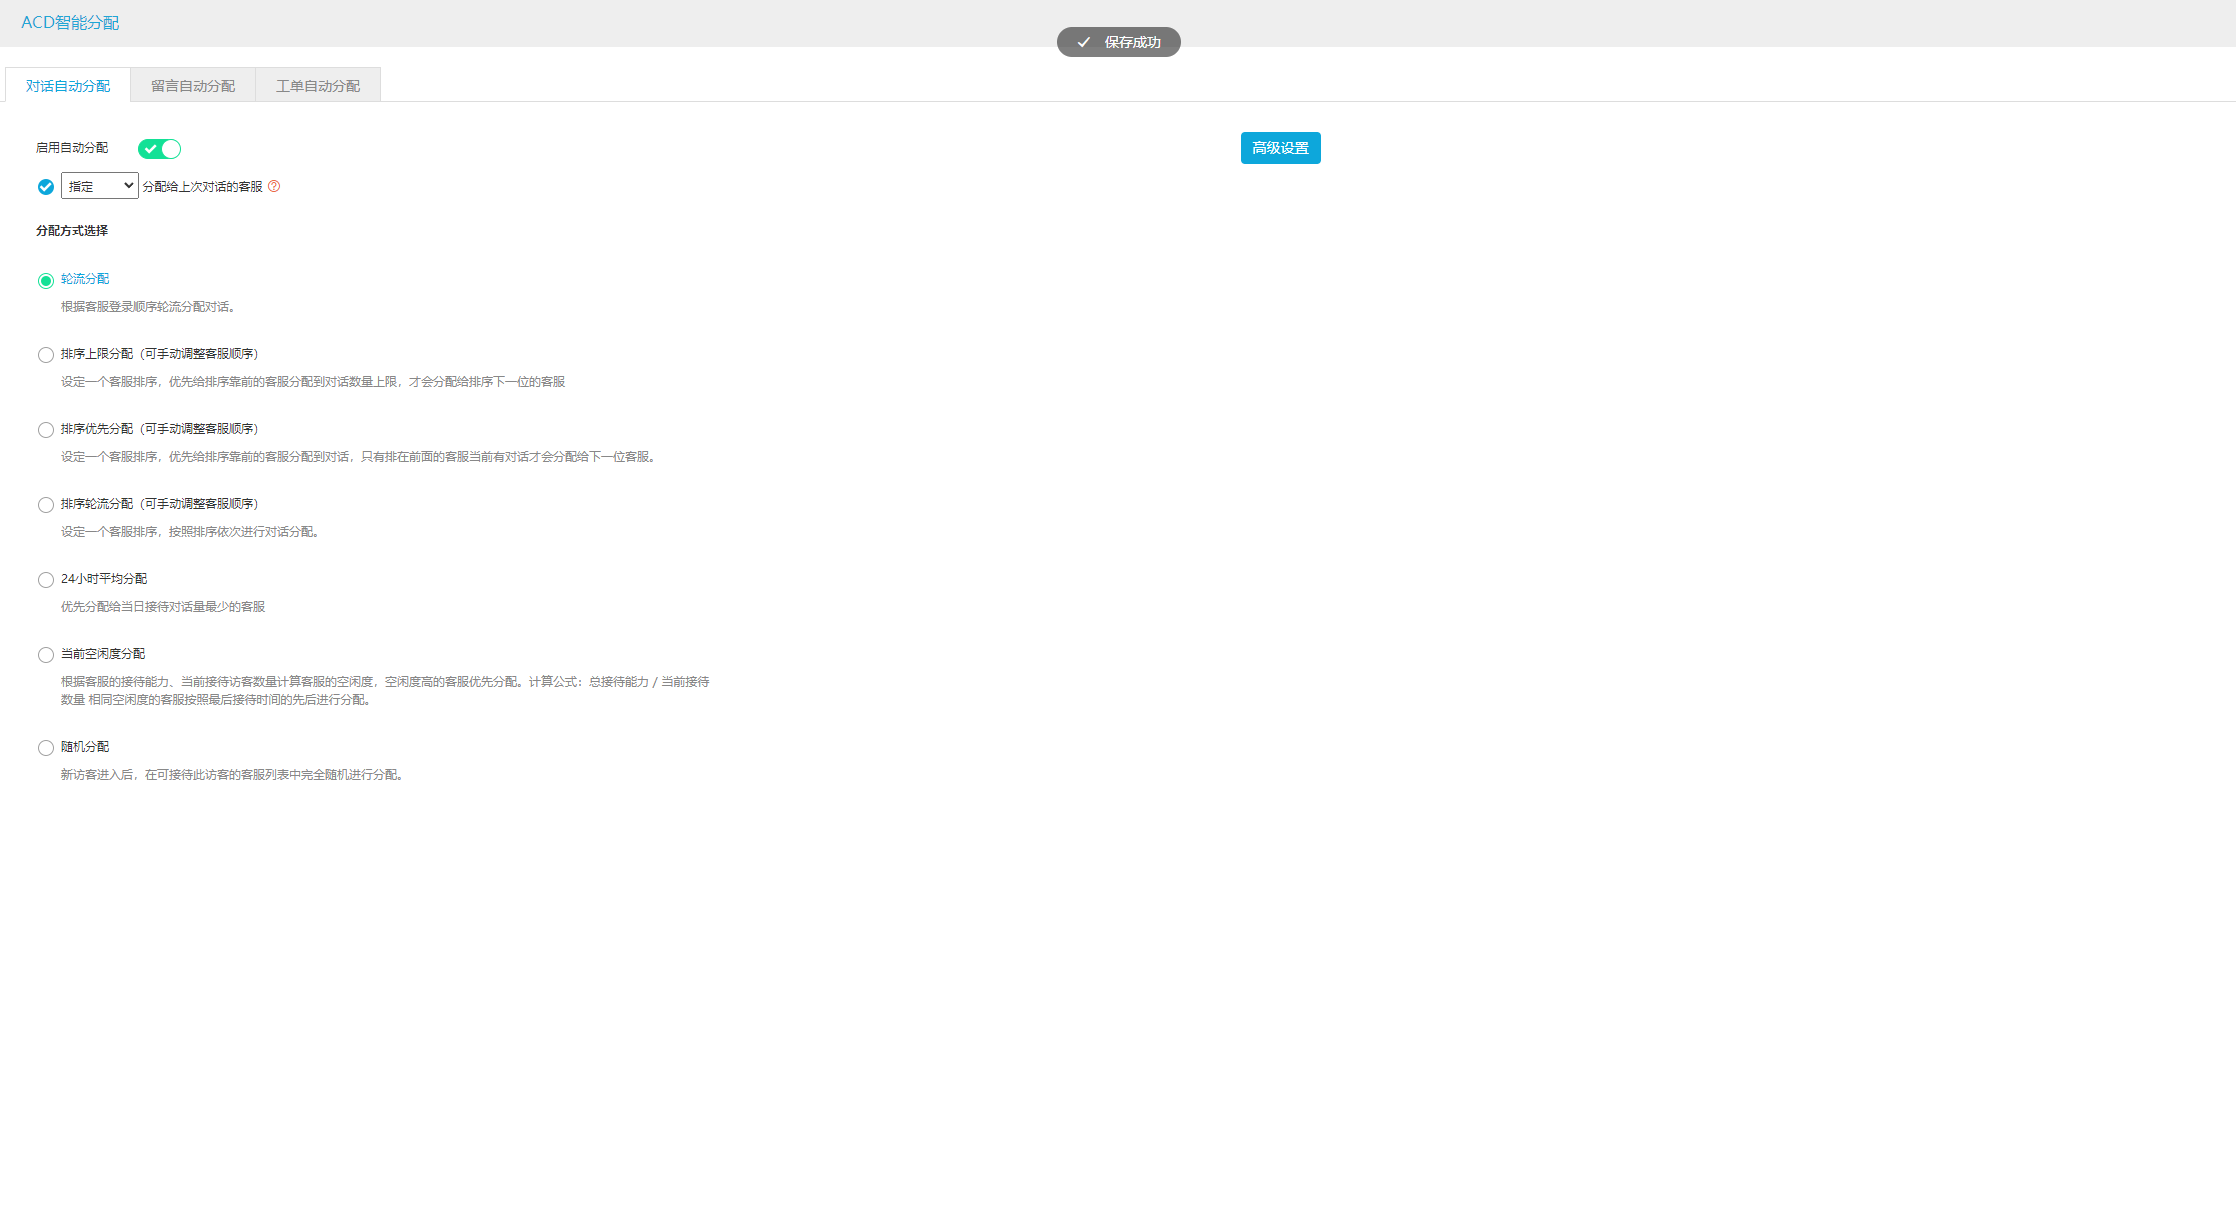 ACD智能分配
保存成功
对话自动分配 留言自动分配 工单自动分配
启用自动分配 高级设置
指定 分配给上次对话的客服 ?
分配方式选择
轮流分配
根据客服登录顺序轮流分配对话。
排序上限分配（可手动调整客服顺序）
设定一个客服排序，优先给排序靠前的客服分配到对话数量上限，才会分配给排序下一位的客服
排序优先分配（可手动调整客服顺序）
设定一个客服排序，优先给排序靠前的客服分配到对话，只有排在前面的客服当前有对话才会分配给下一位客服。
排序轮流分配（可手动调整客服顺序）
设定一个客服排序，按照排序依次进行对话分配。
24小时平均分配
优先分配给当日接待对话量最少的客服
当前空闲度分配
根据客服的接待能力、当前接待访客数量计算客服的空闲度，空闲度高的客服优先分配。计算公式：总接待能力 / 当前接待
数量 相同空闲度的客服按照最后接待时间的先后进行分配。
随机分配
新访客进入后，在可接待此访客的客服列表中完全随机进行分配。